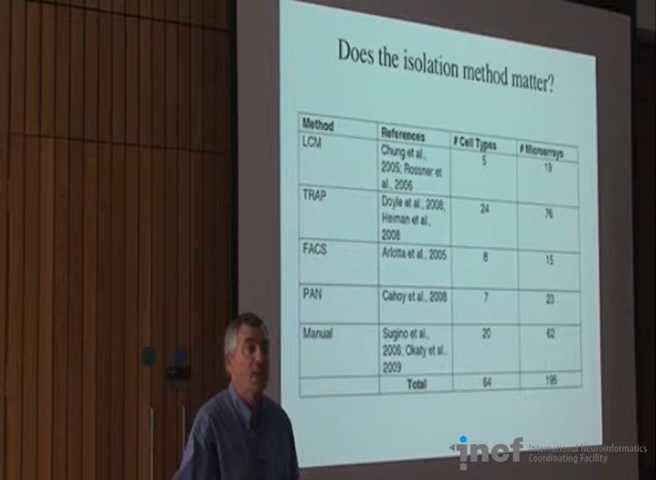 Does the isolation method matter?
Method References # Cell Types # Microarrays
LCM Chung et al., 5 19
2005; Rossner et
al., 2006
TRAP Doyle et al., 2008; 24 76
Heiman et al.,
2008
FACS Arlotta et al., 2005 8 15
PAN Cahoy et al., 2008 7 23
Manual Sugino et al., 20 62
2006; Okaty et al.,
2009
Total 64 195
incf International Neuroinformatics
Coordinating Facility